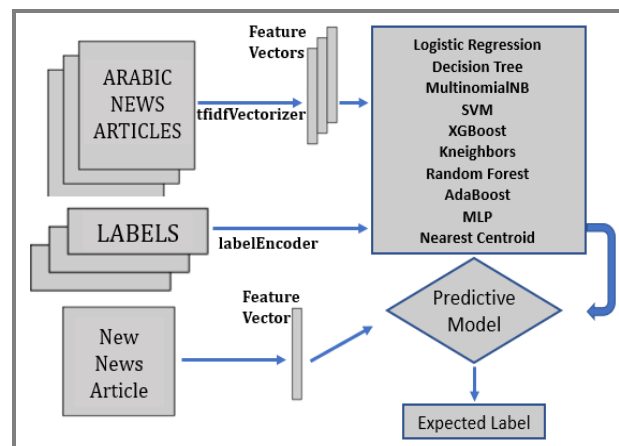 ARABIC
NEWS
ARTICLES
tfidfVectorizer
Feature
Vectors
Logistic Regression
Decision Tree
MultinomialNB
SVM
XGBoost
Kneighbors
Random Forest
AdaBoost
MLP
Nearest Centroid
LABELS
labelEncoder
New
News
Article
Feature
Vector
Predictive
Model
Expected Label